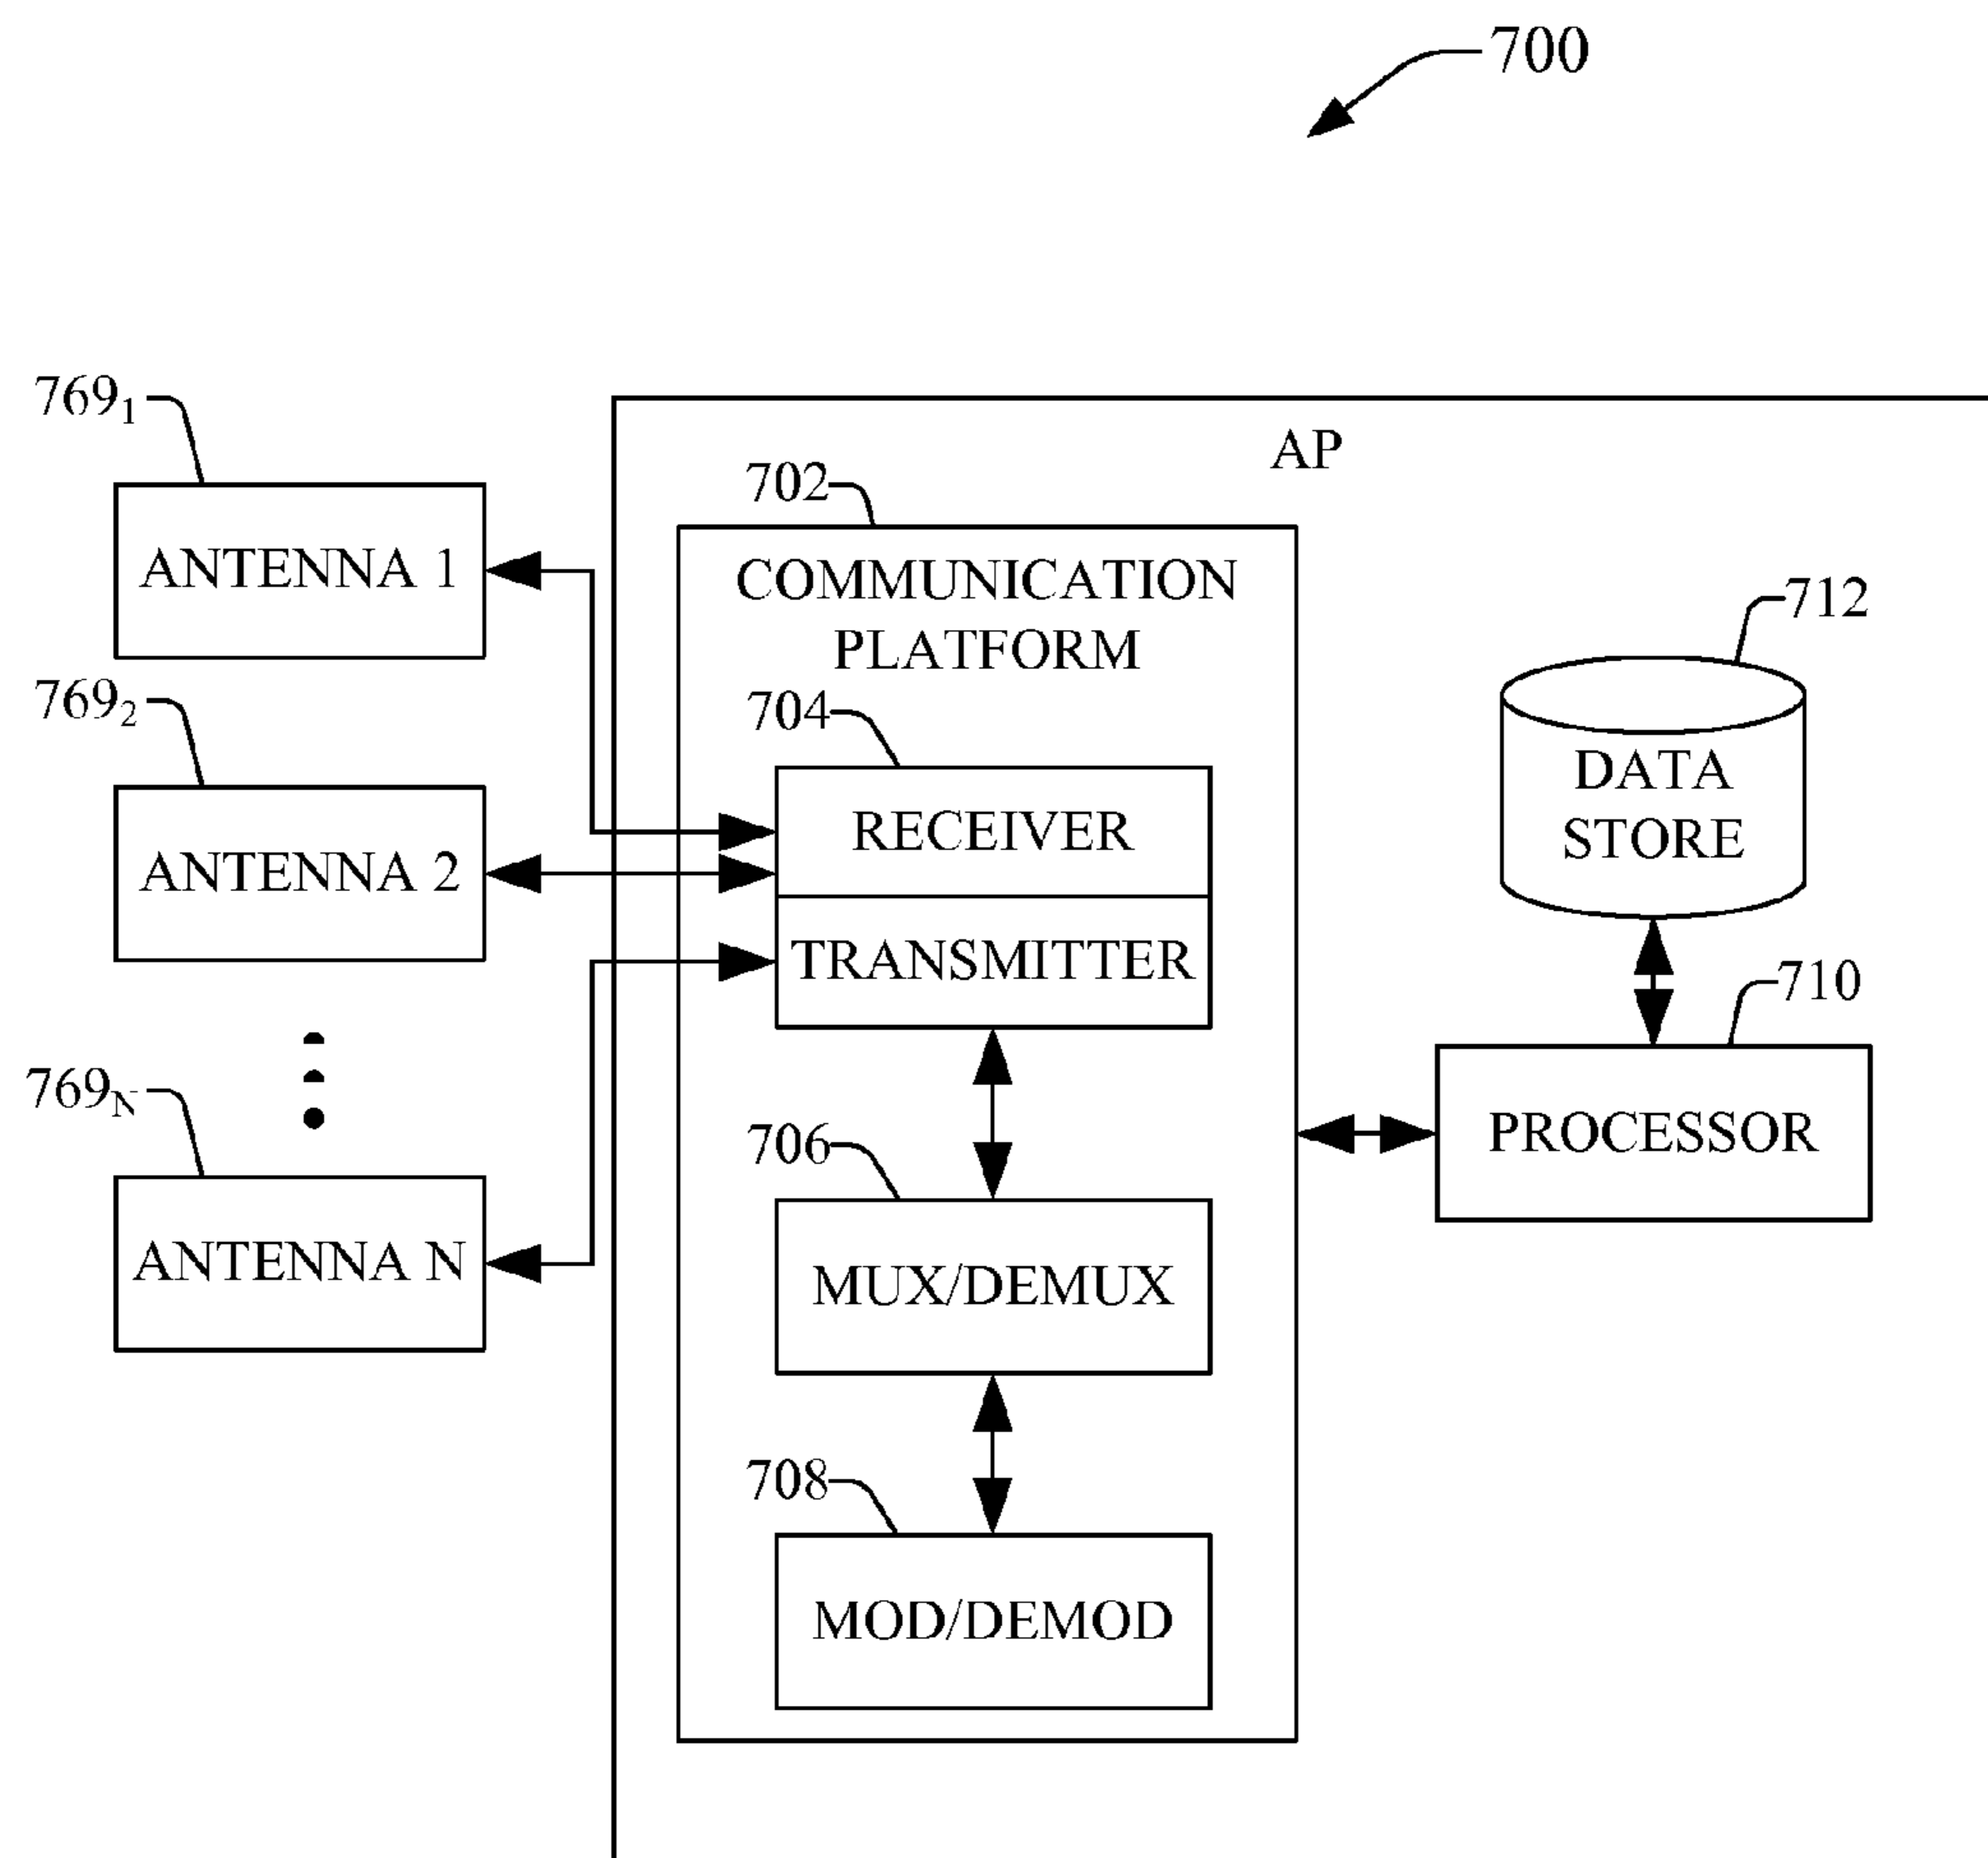 700
769₁
AP
702
ANTENNA 1
COMMUNICATION
PLATFORM
712
769₂
704
DATA
STORE
RECEIVER
ANTENNA 2
TRANSMITTER
710
769N
706
PROCESSOR
ANTENNA N
MUX/DEMUX
708
MOD/DEMOD